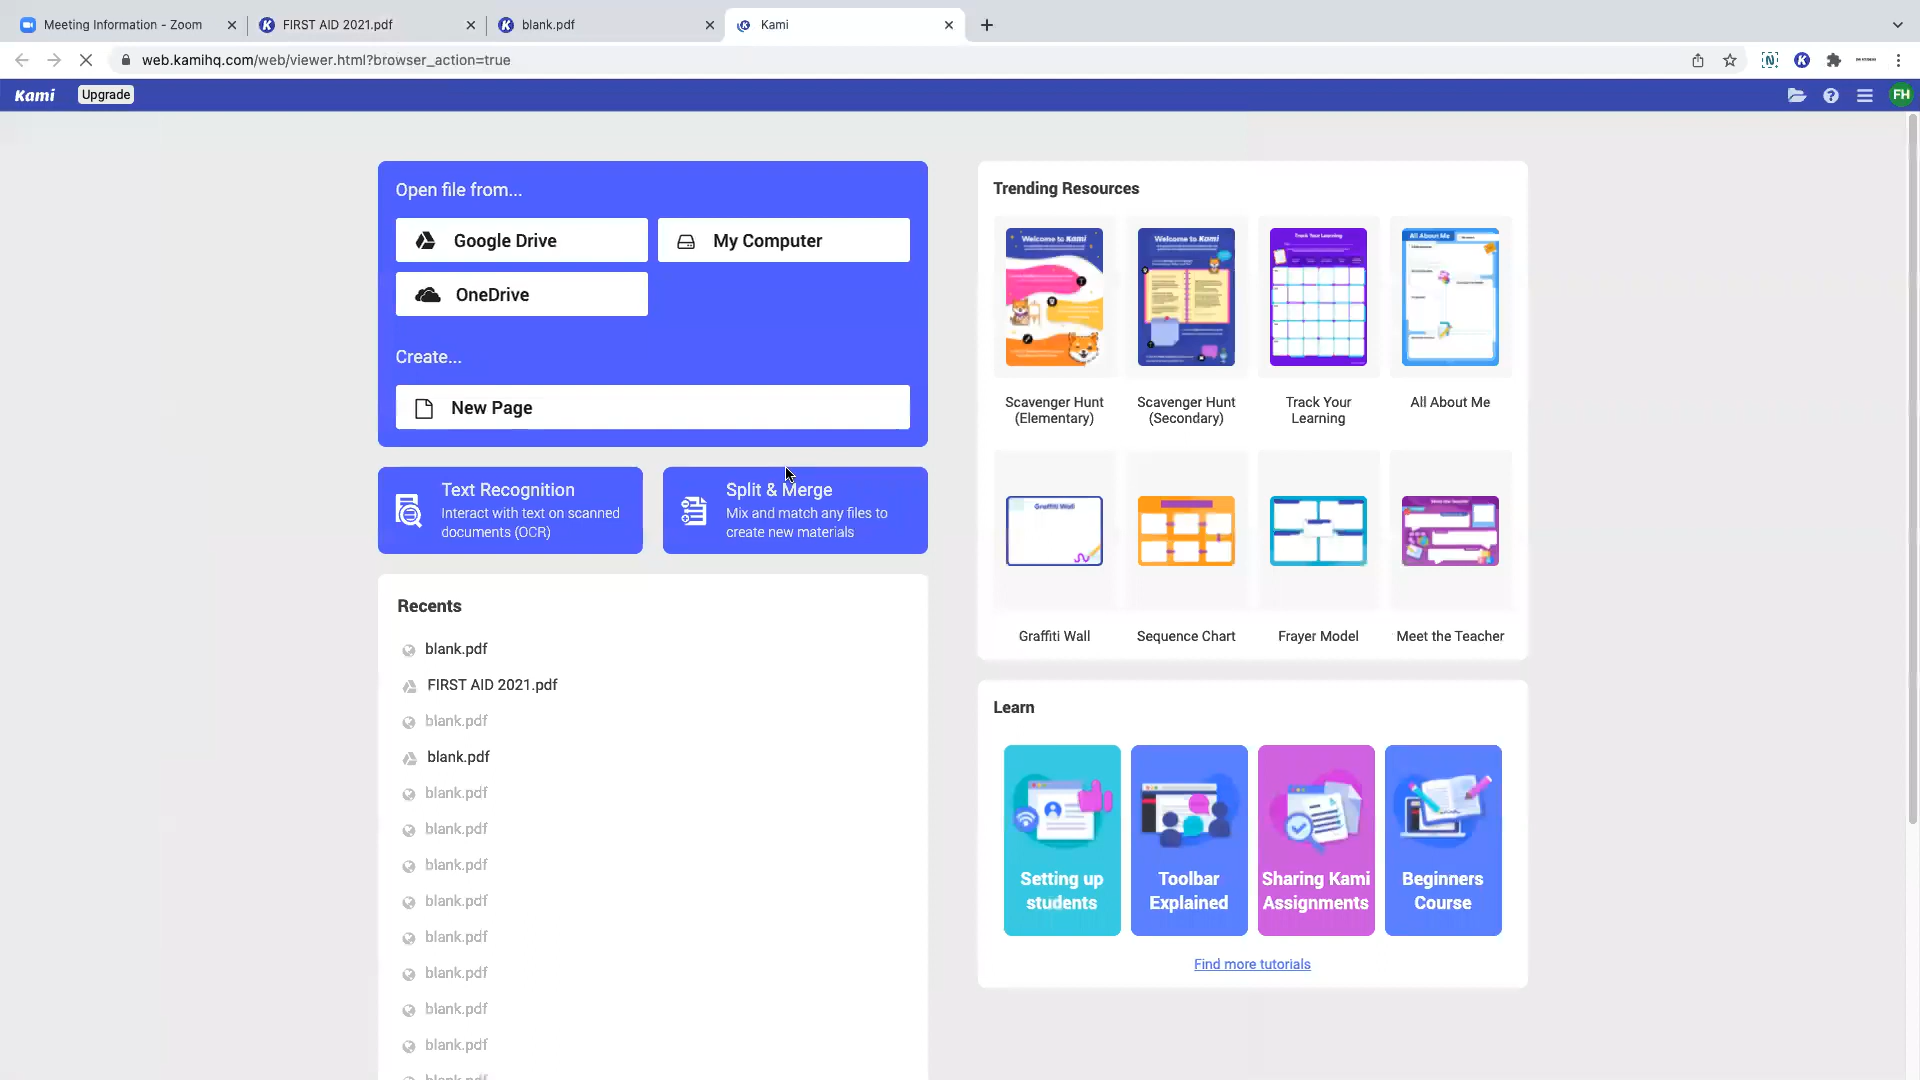 Meeting Information - Zoom
FIRST AID 2021.pdf
blank.pdf
Kami
web.kamihq.com/web/viewer.html?browser_action=true
Kami
Upgrade
FH
Open file from...
Google Drive
My Computer
OneDrive
Create...
New Page
Text Recognition
Interact with text on scanned
documents (OCR)
Split & Merge
Mix and match any files to
create new materials
Recents
blank.pdf
FIRST AID 2021.pdf
blank.pdf
blank.pdf
blank.pdf
blank.pdf
blank.pdf
blank.pdf
blank.pdf
blank.pdf
blank.pdf
blank.pdf
blank.pdf
Trending Resources
Welcome to Kami
Welcome to Kami
Track Your Learning
All About Me
Scavenger Hunt
(Elementary)
Scavenger Hunt
(Secondary)
Track Your
Learning
All About Me
Graffiti Wall
Graffiti Wall
Sequence Chart
Frayer Model
Meet the Teacher
Learn
Setting up
students
Toolbar
Explained
Sharing Kami
Assignments
Beginners
Course
Find more tutorials